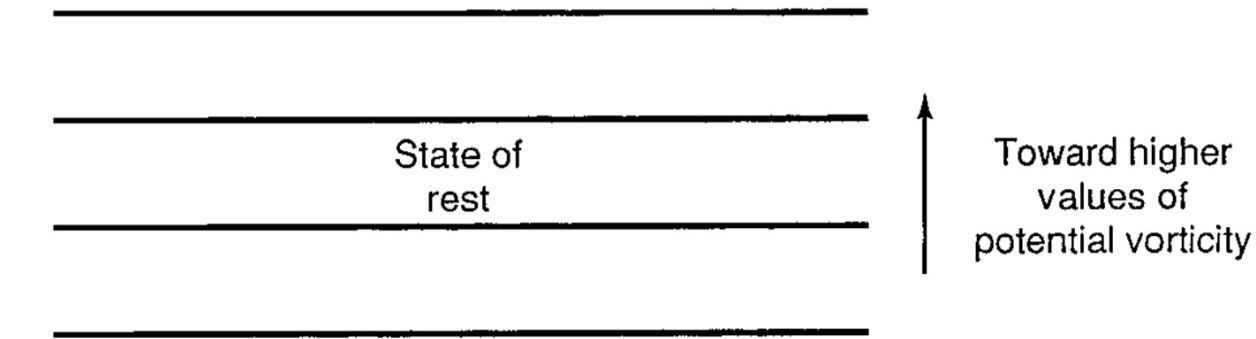 State of
rest
Toward higher
values of
potential vorticity